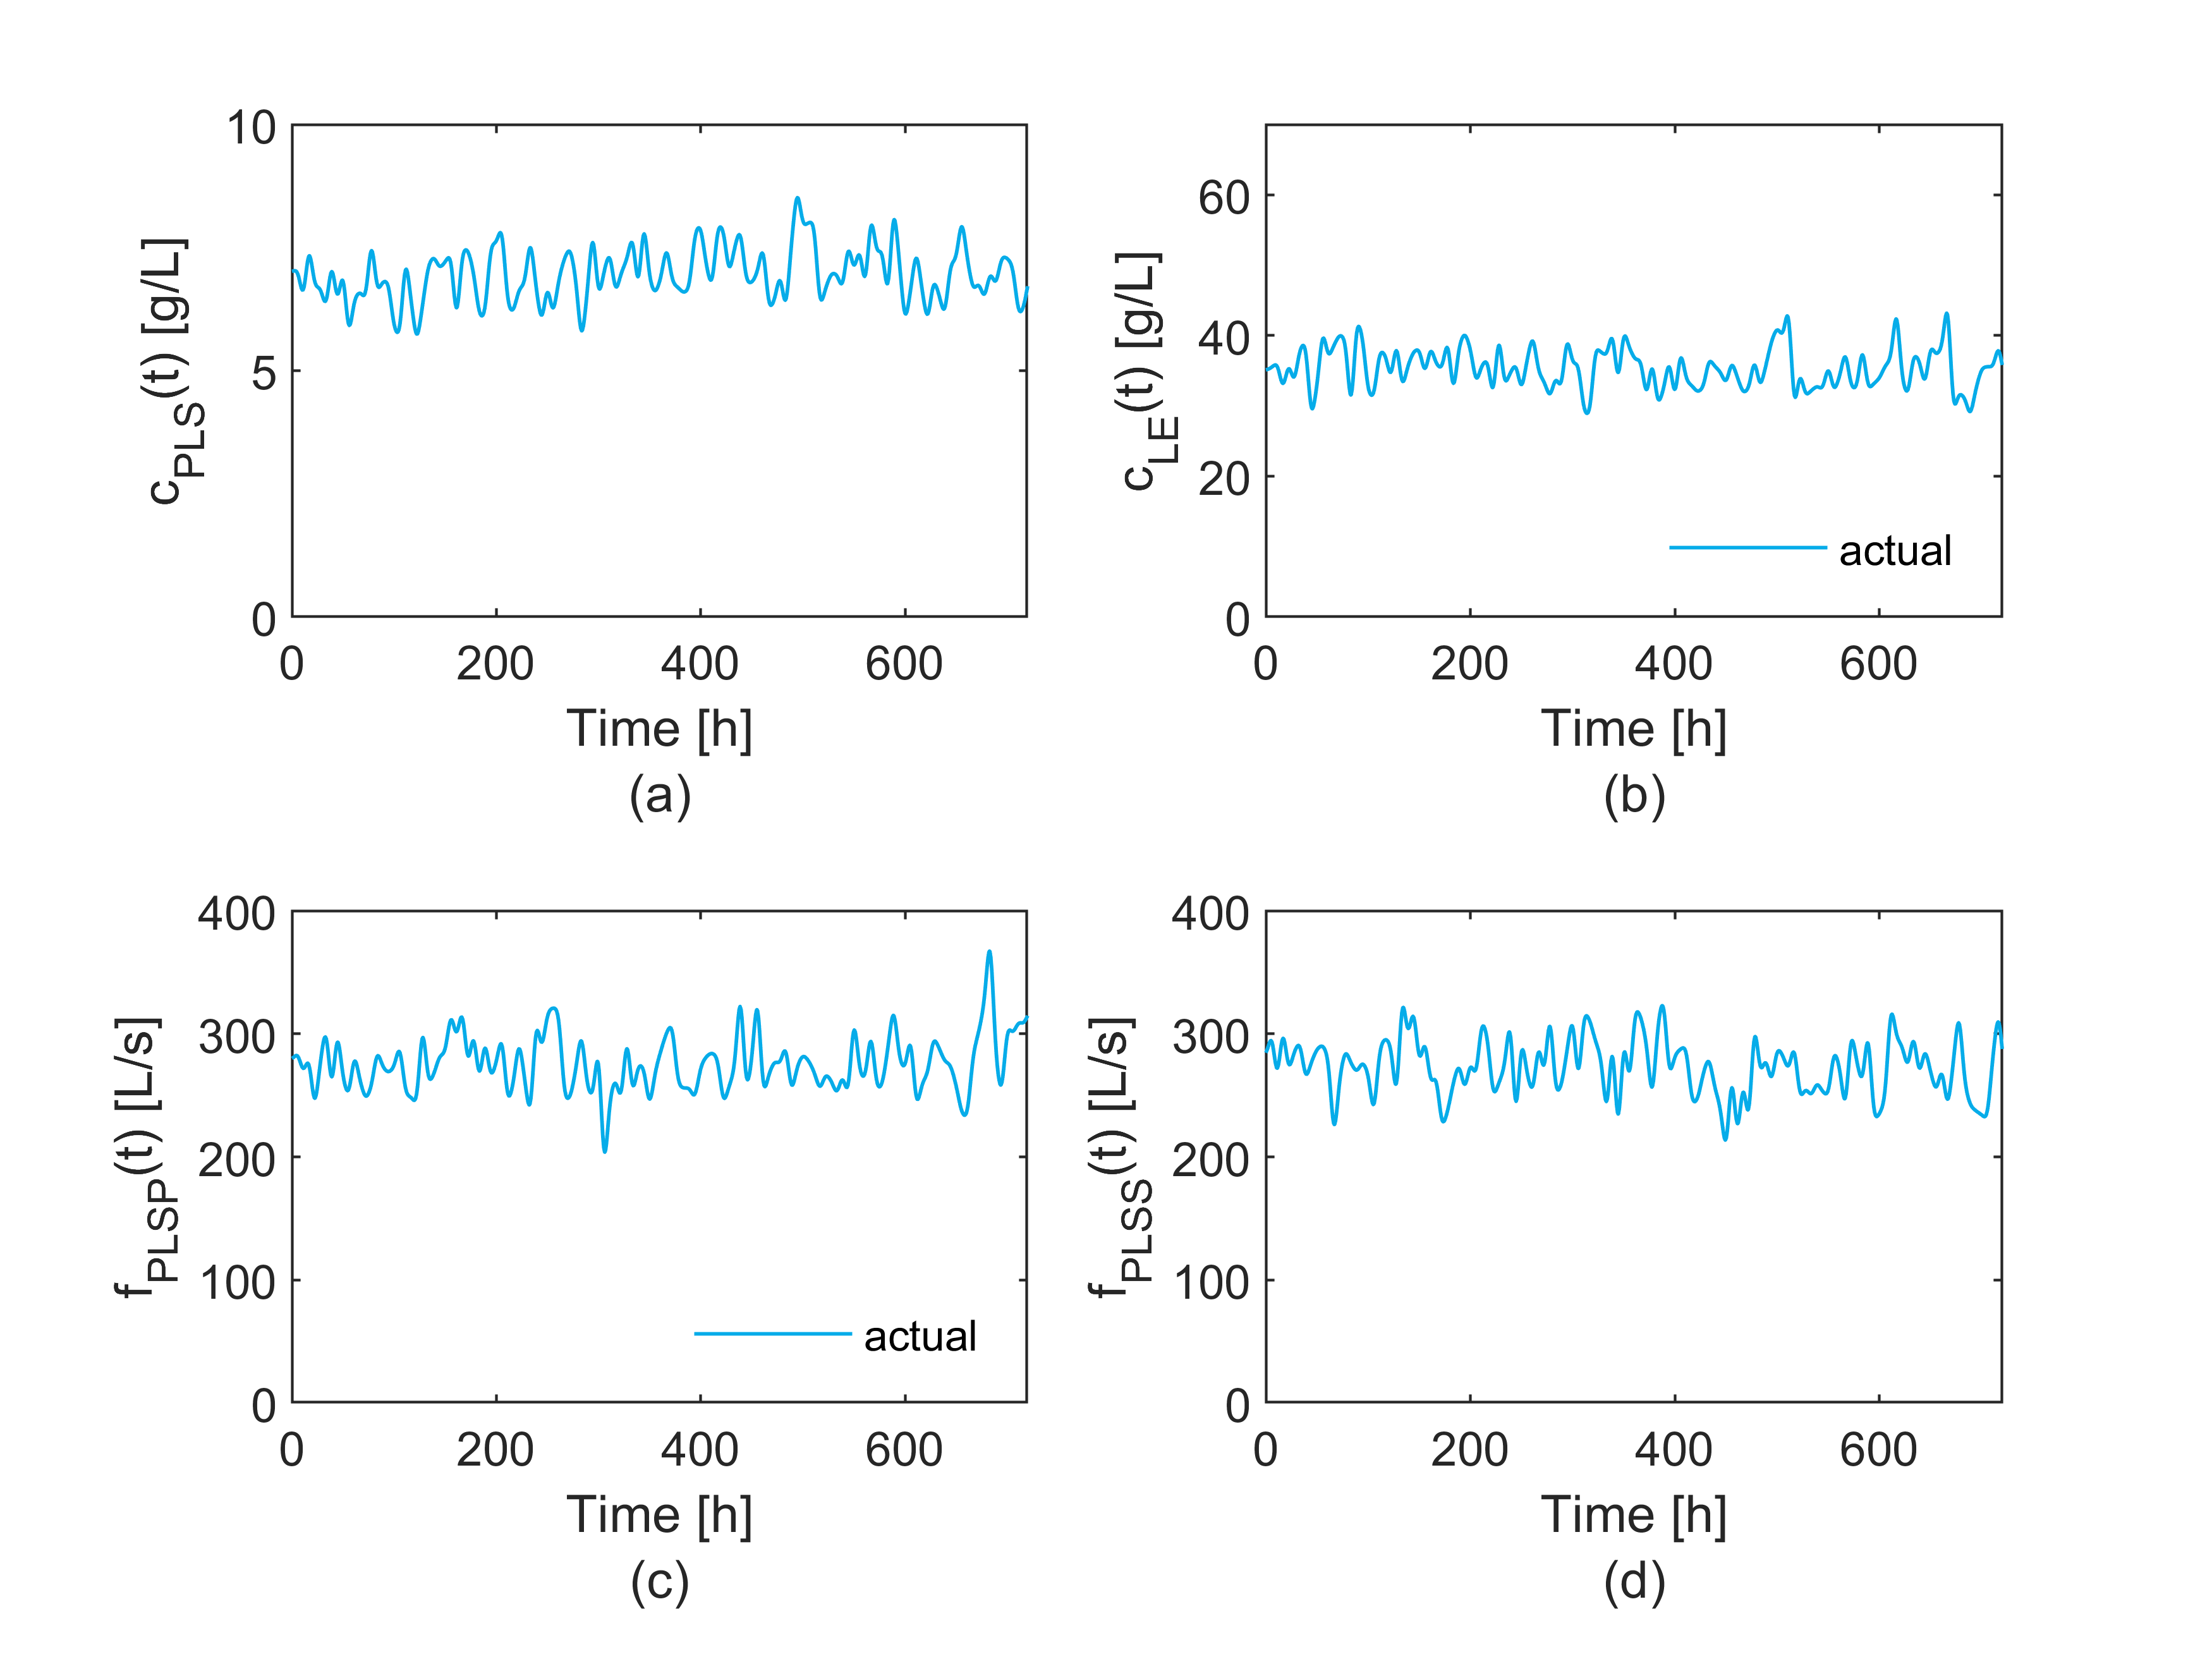 10
5
0
c_PLS(t) [g/L]
0 200 400 600
Time [h]
(a)
60
40
20
0
c_LE(t) [g/L]
actual
0 200 400 600
Time [h]
(b)
400
300
200
100
0
f_PLSP(t) [L/s]
actual
0 200 400 600
Time [h]
(c)
400
300
200
100
0
f_PLSS(t) [L/s]
0 200 400 600
Time [h]
(d)